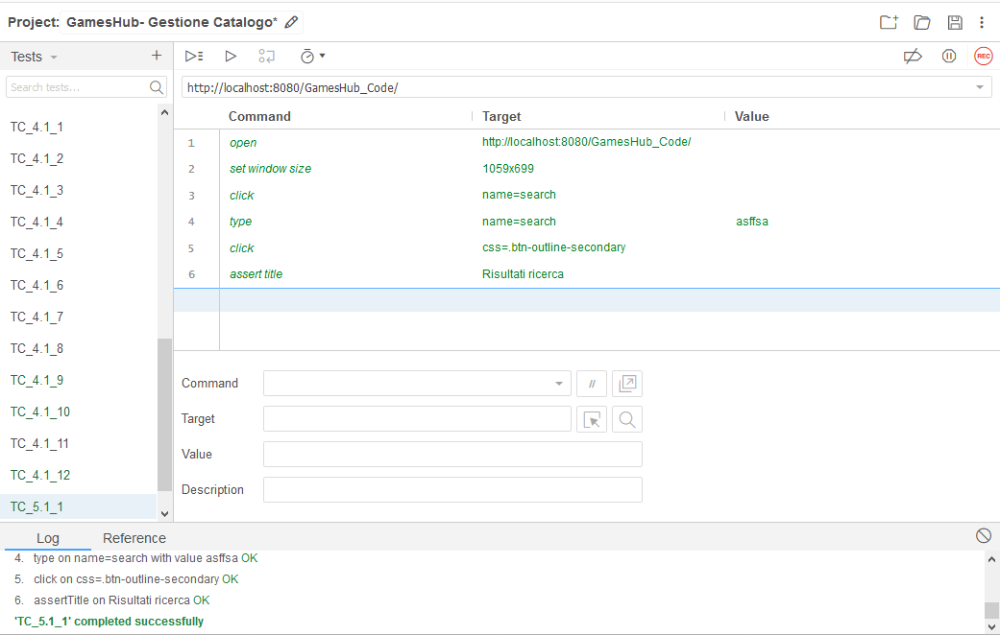 Project: GamesHub- Gestione Catalogo*
Tests
REC
Search tests...
http://localhost:8080/GamesHub_Code/
TC_4.1_1
TC_4.1_2
TC_4.1_3
TC_4.1_4
TC_4.1_5
TC_4.1_6
TC_4.1_7
TC_4.1_8
TC_4.1_9
TC_4.1_10
TC_4.1_11
TC_4.1_12
TC_5.1_1
Command Target Value
1 open http://localhost:8080/GamesHub_Code/
2 set window size 1059x699
3 click name=search
4 type name=search asffsa
5 click css=.btn-outline-secondary
6 assert title Risultati ricerca
Command //
Target
Value
Description
Log Reference
4. type on name=search with value asffsa OK
5. click on css=.btn-outline-secondary OK
6. assertTitle on Risultati ricerca OK
'TC_5.1_1' completed successfully